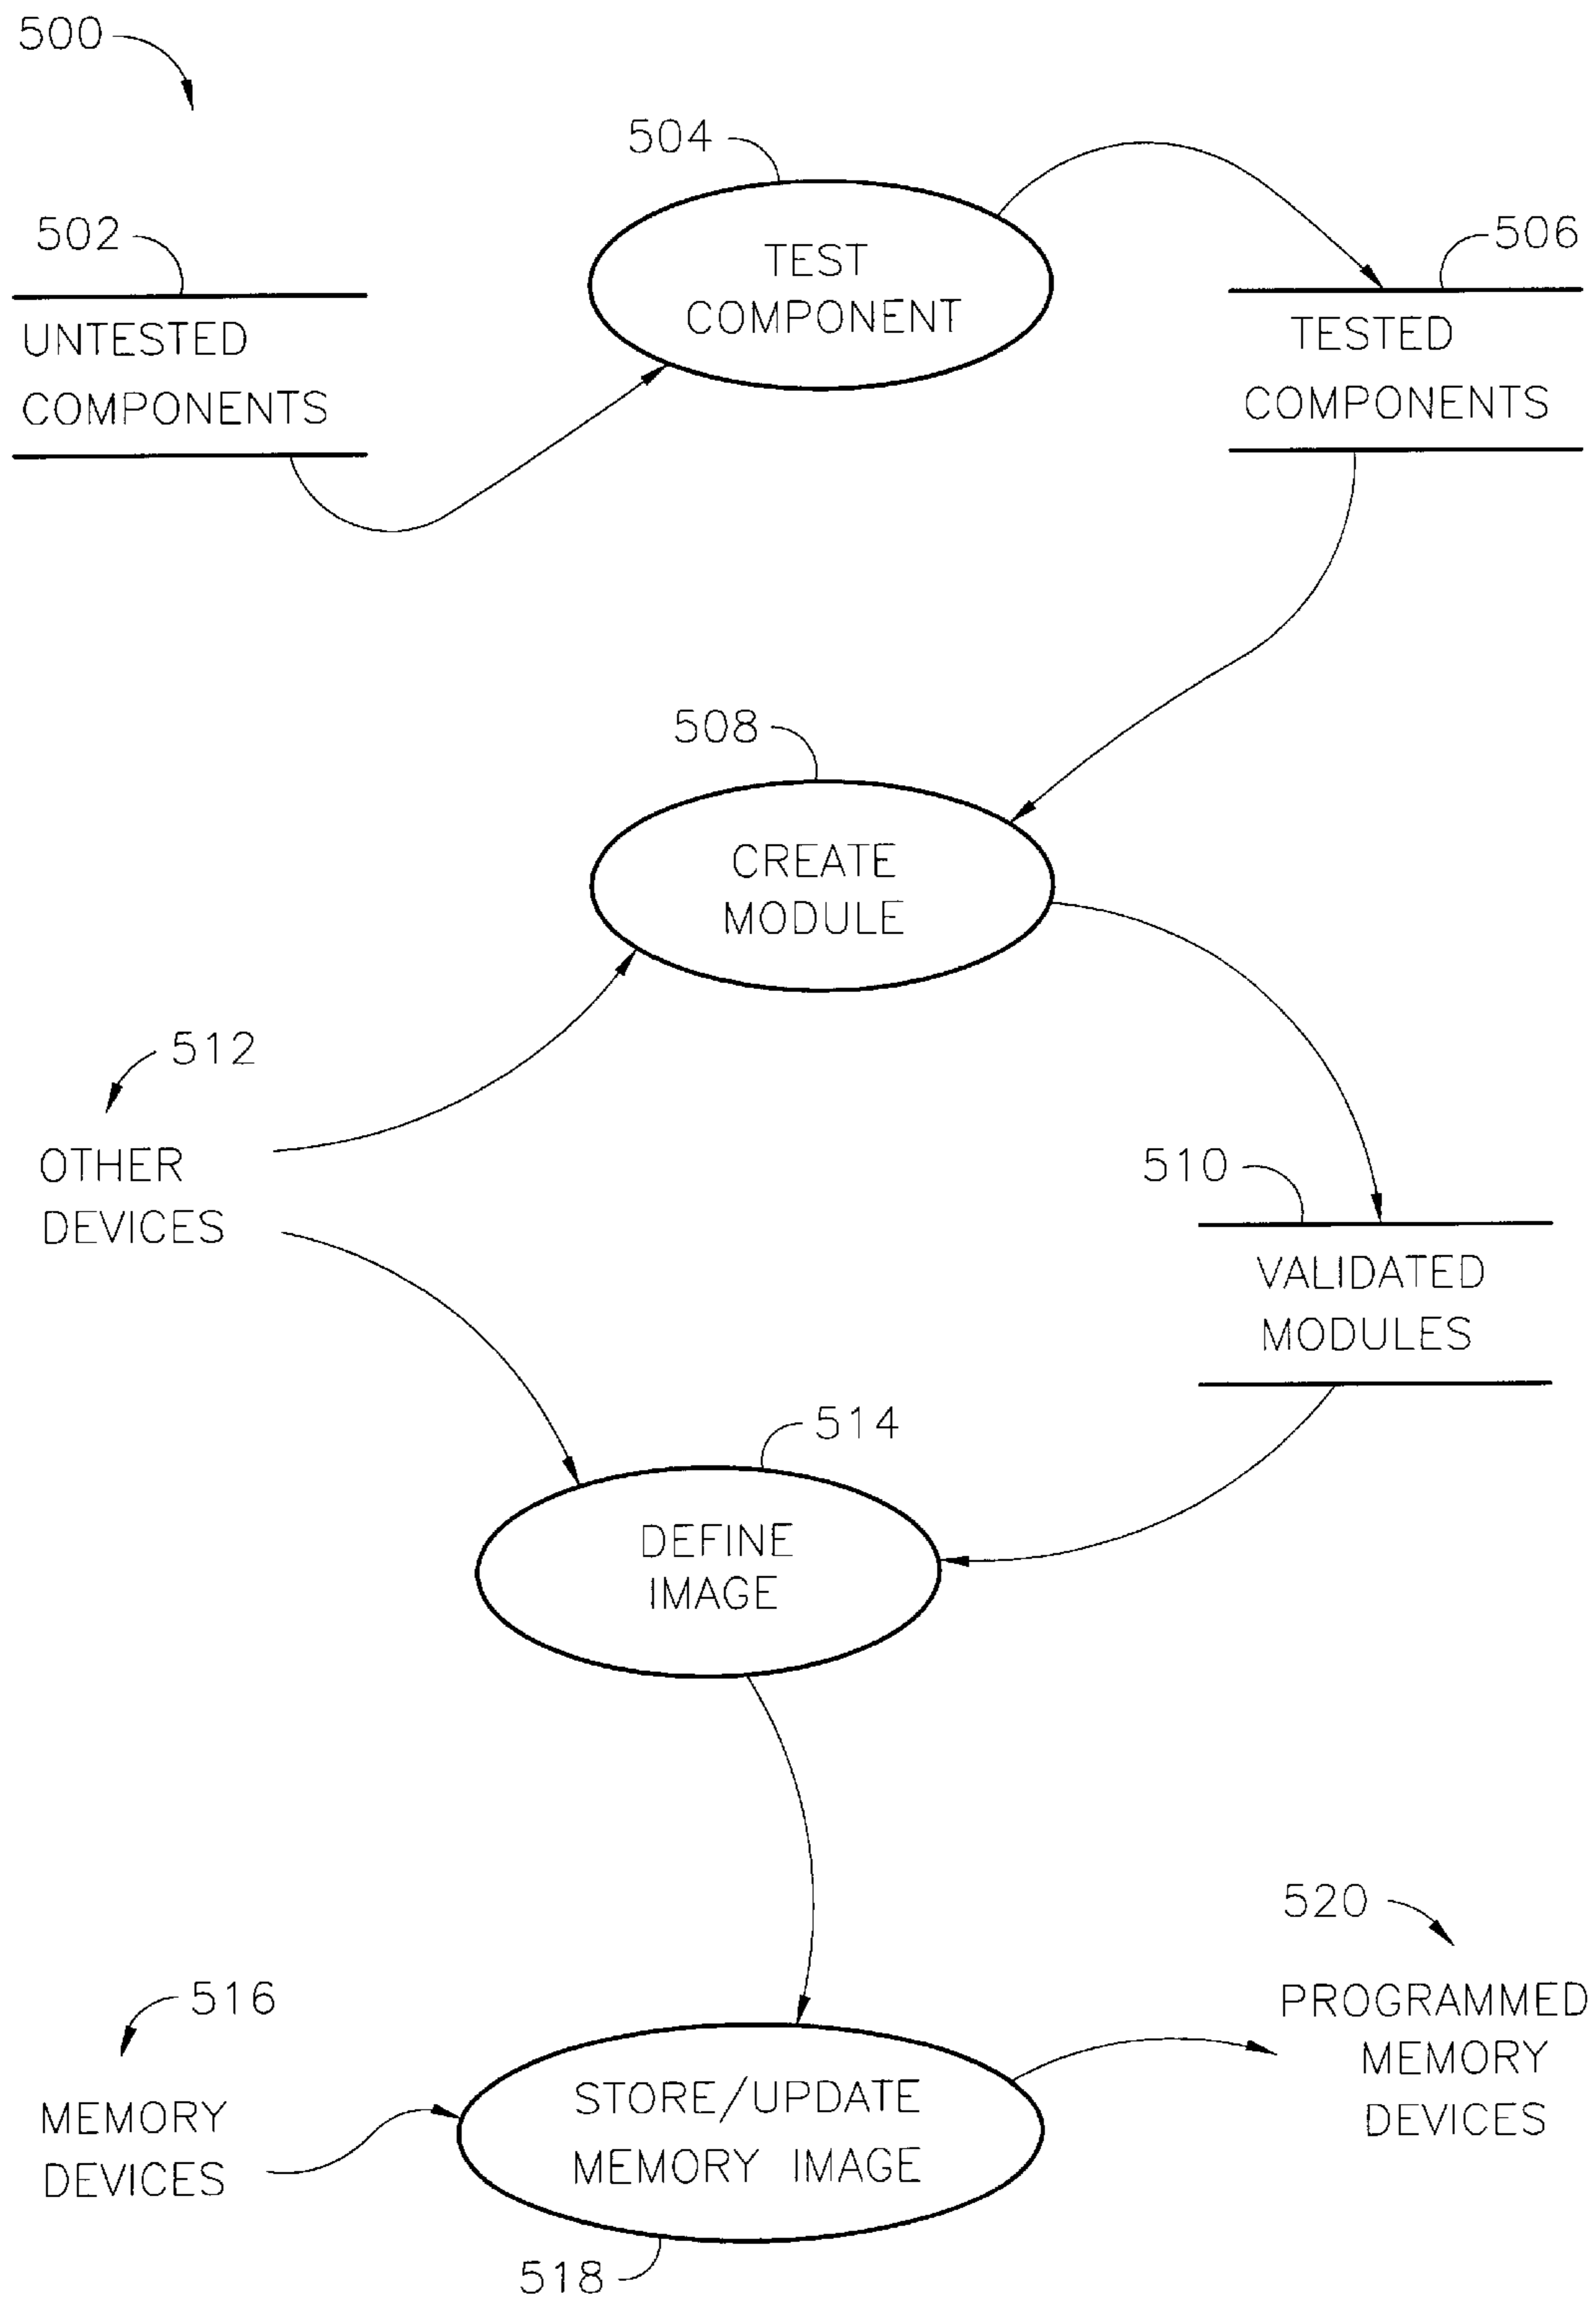 500
504
502
506
TEST
COMPONENT
UNTESTED
COMPONENTS
TESTED
COMPONENTS
508
CREATE
MODULE
512
OTHER
DEVICES
510
VALIDATED
MODULES
514
DEFINE
IMAGE
520
PROGRAMMED
MEMORY
DEVICES
516
MEMORY
DEVICES
STORE/UPDATE
MEMORY IMAGE
518